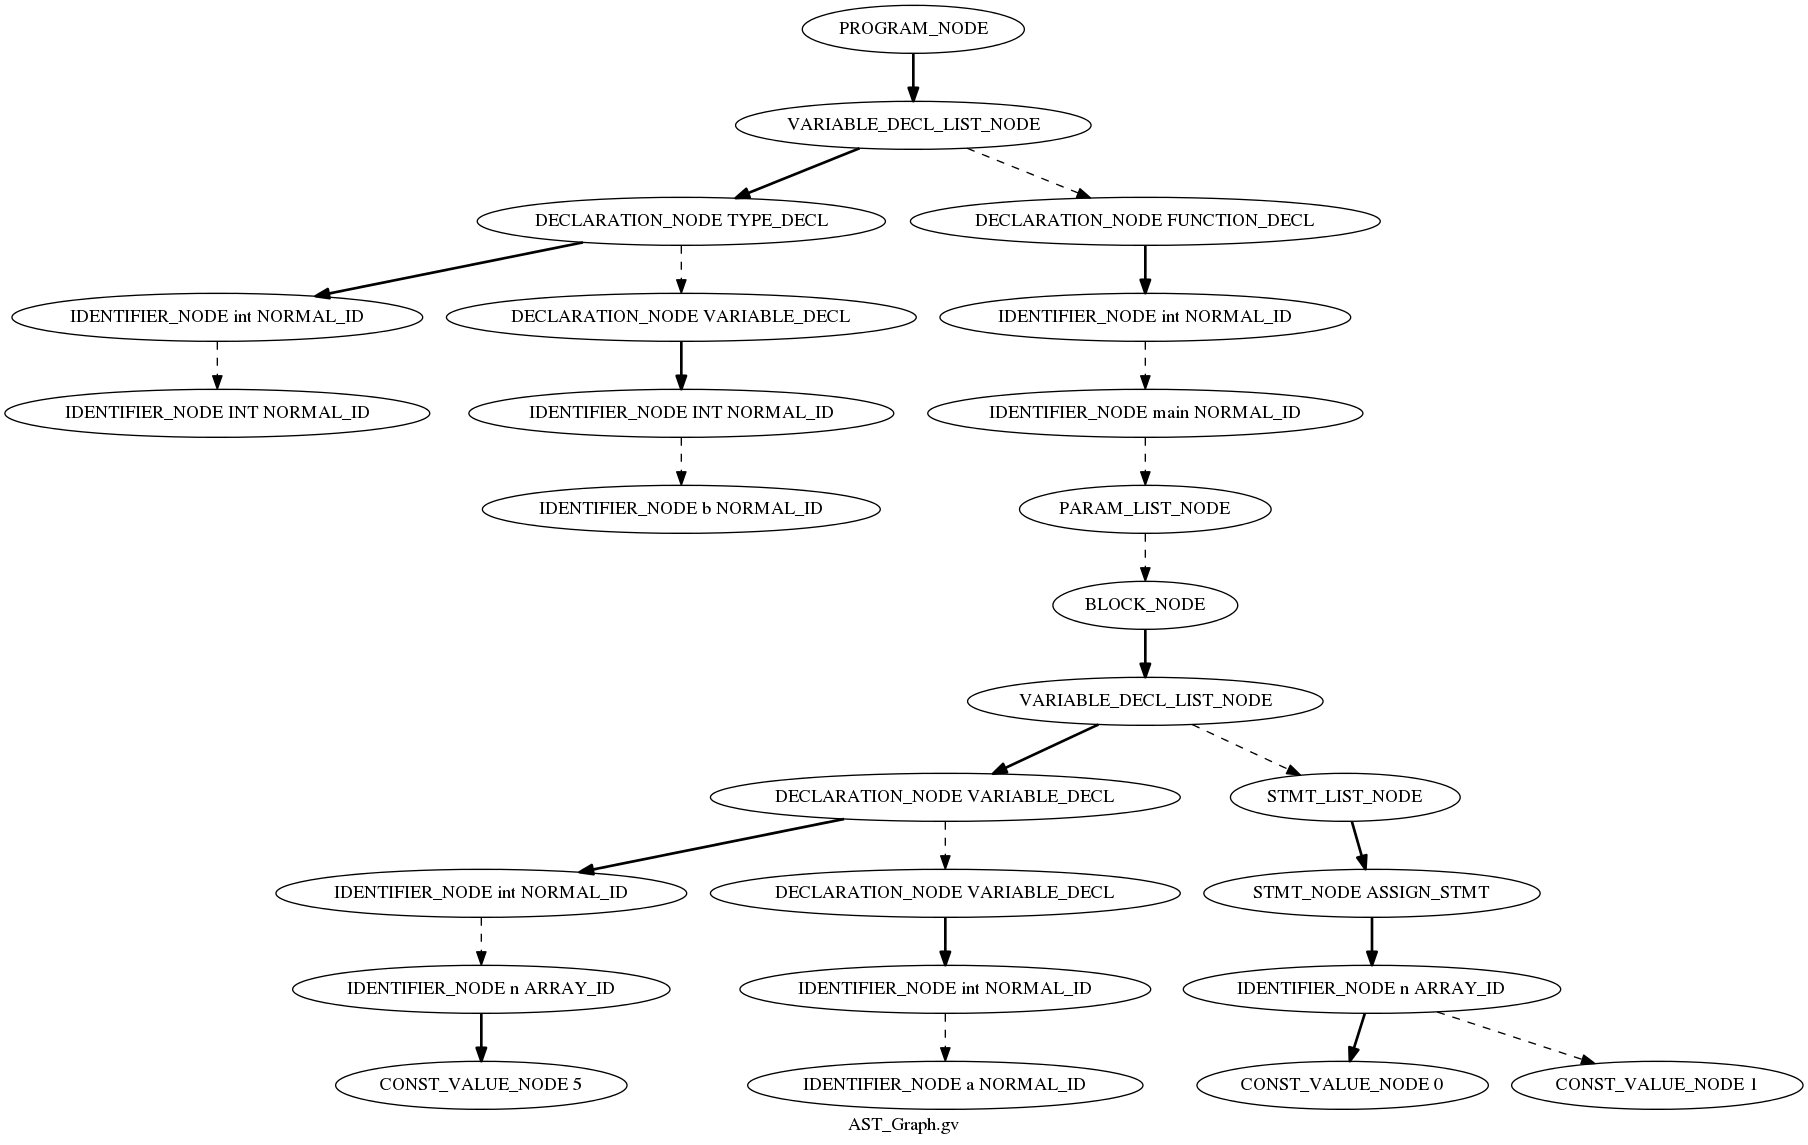 PROGRAM_NODE
VARIABLE_DECL_LIST_NODE
DECLARATION_NODE TYPE_DECL
DECLARATION_NODE FUNCTION_DECL
IDENTIFIER_NODE int NORMAL_ID
DECLARATION_NODE VARIABLE_DECL
IDENTIFIER_NODE int NORMAL_ID
IDENTIFIER_NODE INT NORMAL_ID
IDENTIFIER_NODE INT NORMAL_ID
IDENTIFIER_NODE main NORMAL_ID
IDENTIFIER_NODE b NORMAL_ID
PARAM_LIST_NODE
BLOCK_NODE
VARIABLE_DECL_LIST_NODE
DECLARATION_NODE VARIABLE_DECL
STMT_LIST_NODE
IDENTIFIER_NODE int NORMAL_ID
DECLARATION_NODE VARIABLE_DECL
STMT_NODE ASSIGN_STMT
IDENTIFIER_NODE n ARRAY_ID
IDENTIFIER_NODE int NORMAL_ID
IDENTIFIER_NODE n ARRAY_ID
CONST_VALUE_NODE 5
IDENTIFIER_NODE a NORMAL_ID
CONST_VALUE_NODE 0
CONST_VALUE_NODE 1
AST_Graph.gv